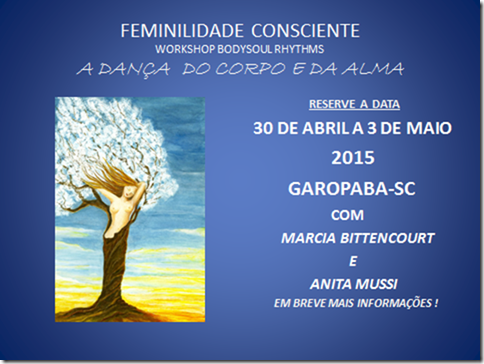 FEMINILIDADE CONSCIENTE
WORKSHOP BODYSOUL RHYTHMS
A DANÇA DO CORPO E DA ALMA
RESERVE A DATA
30 DE ABRIL A 3 DE MAIO
2015
GAROPABA-SC
COM
MARCIA BITTENCOURT
E
ANITA MUSSI
EM BREVE MAIS INFORMAÇÕES !